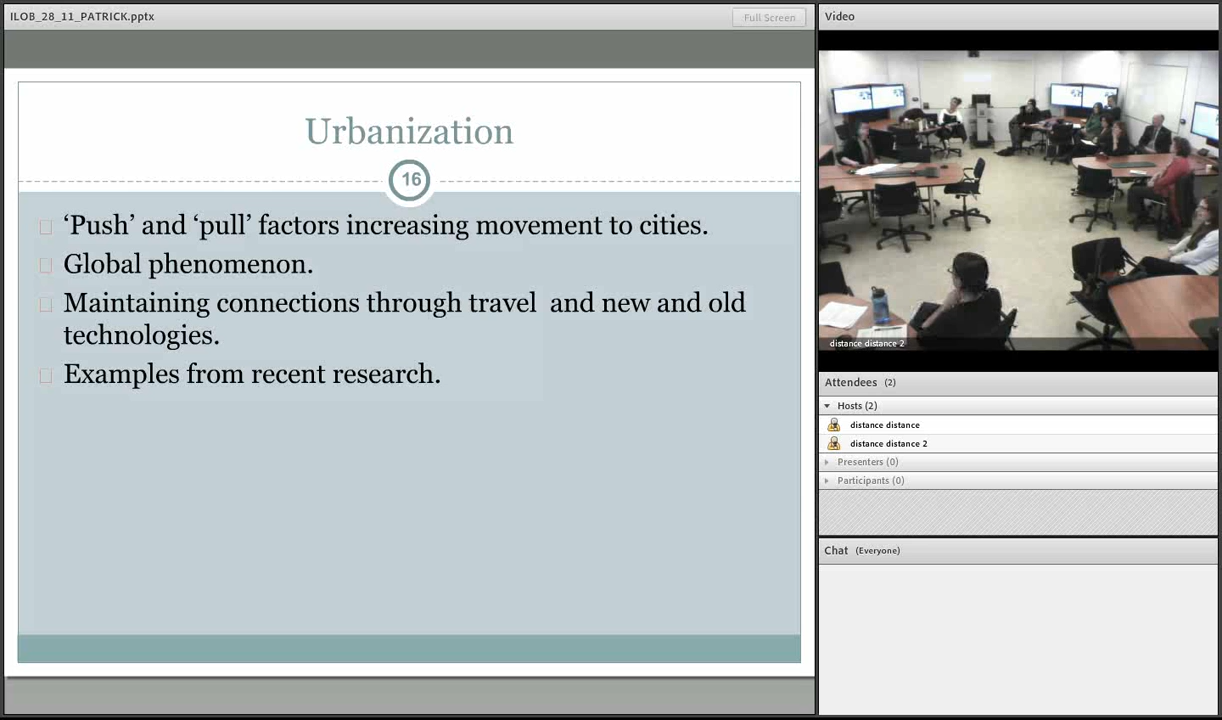 ILOB_28_11_PATRICK.pptx
Full Screen
Urbanization
16
‘Push’ and ‘pull’ factors increasing movement to cities.
Global phenomenon.
Maintaining connections through travel  and new and old
technologies.
Examples from recent research.
Video
distance distance 2
Attendees (2)
Hosts (2)
distance distance
distance distance 2
Presenters (0)
Participants (0)
Chat (Everyone)